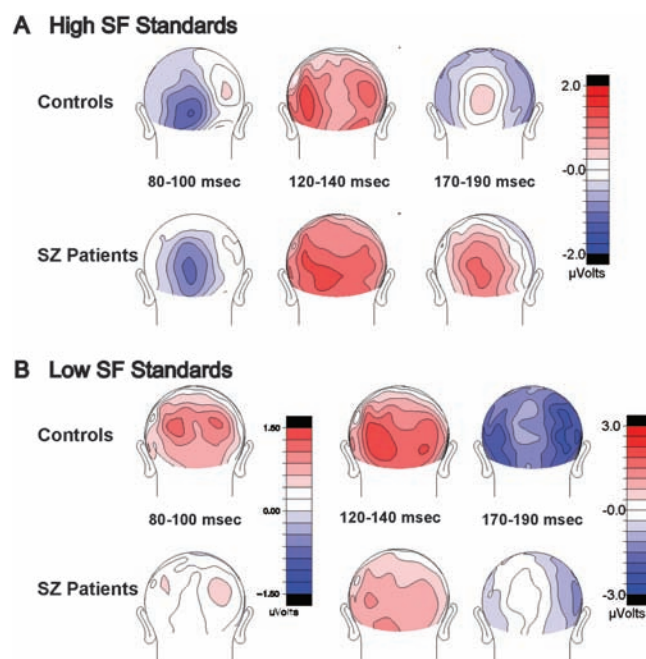 A High SF Standards
Controls
2.0
-0.0
-2.0
µVolts
80-100 msec 120-140 msec 170-190 msec
SZ Patients
B Low SF Standards
Controls
1.50
0.00
-1.50
µVolts
3.0
-0.0
-3.0
µVolts
80-100 msec 120-140 msec 170-190 msec
SZ Patients